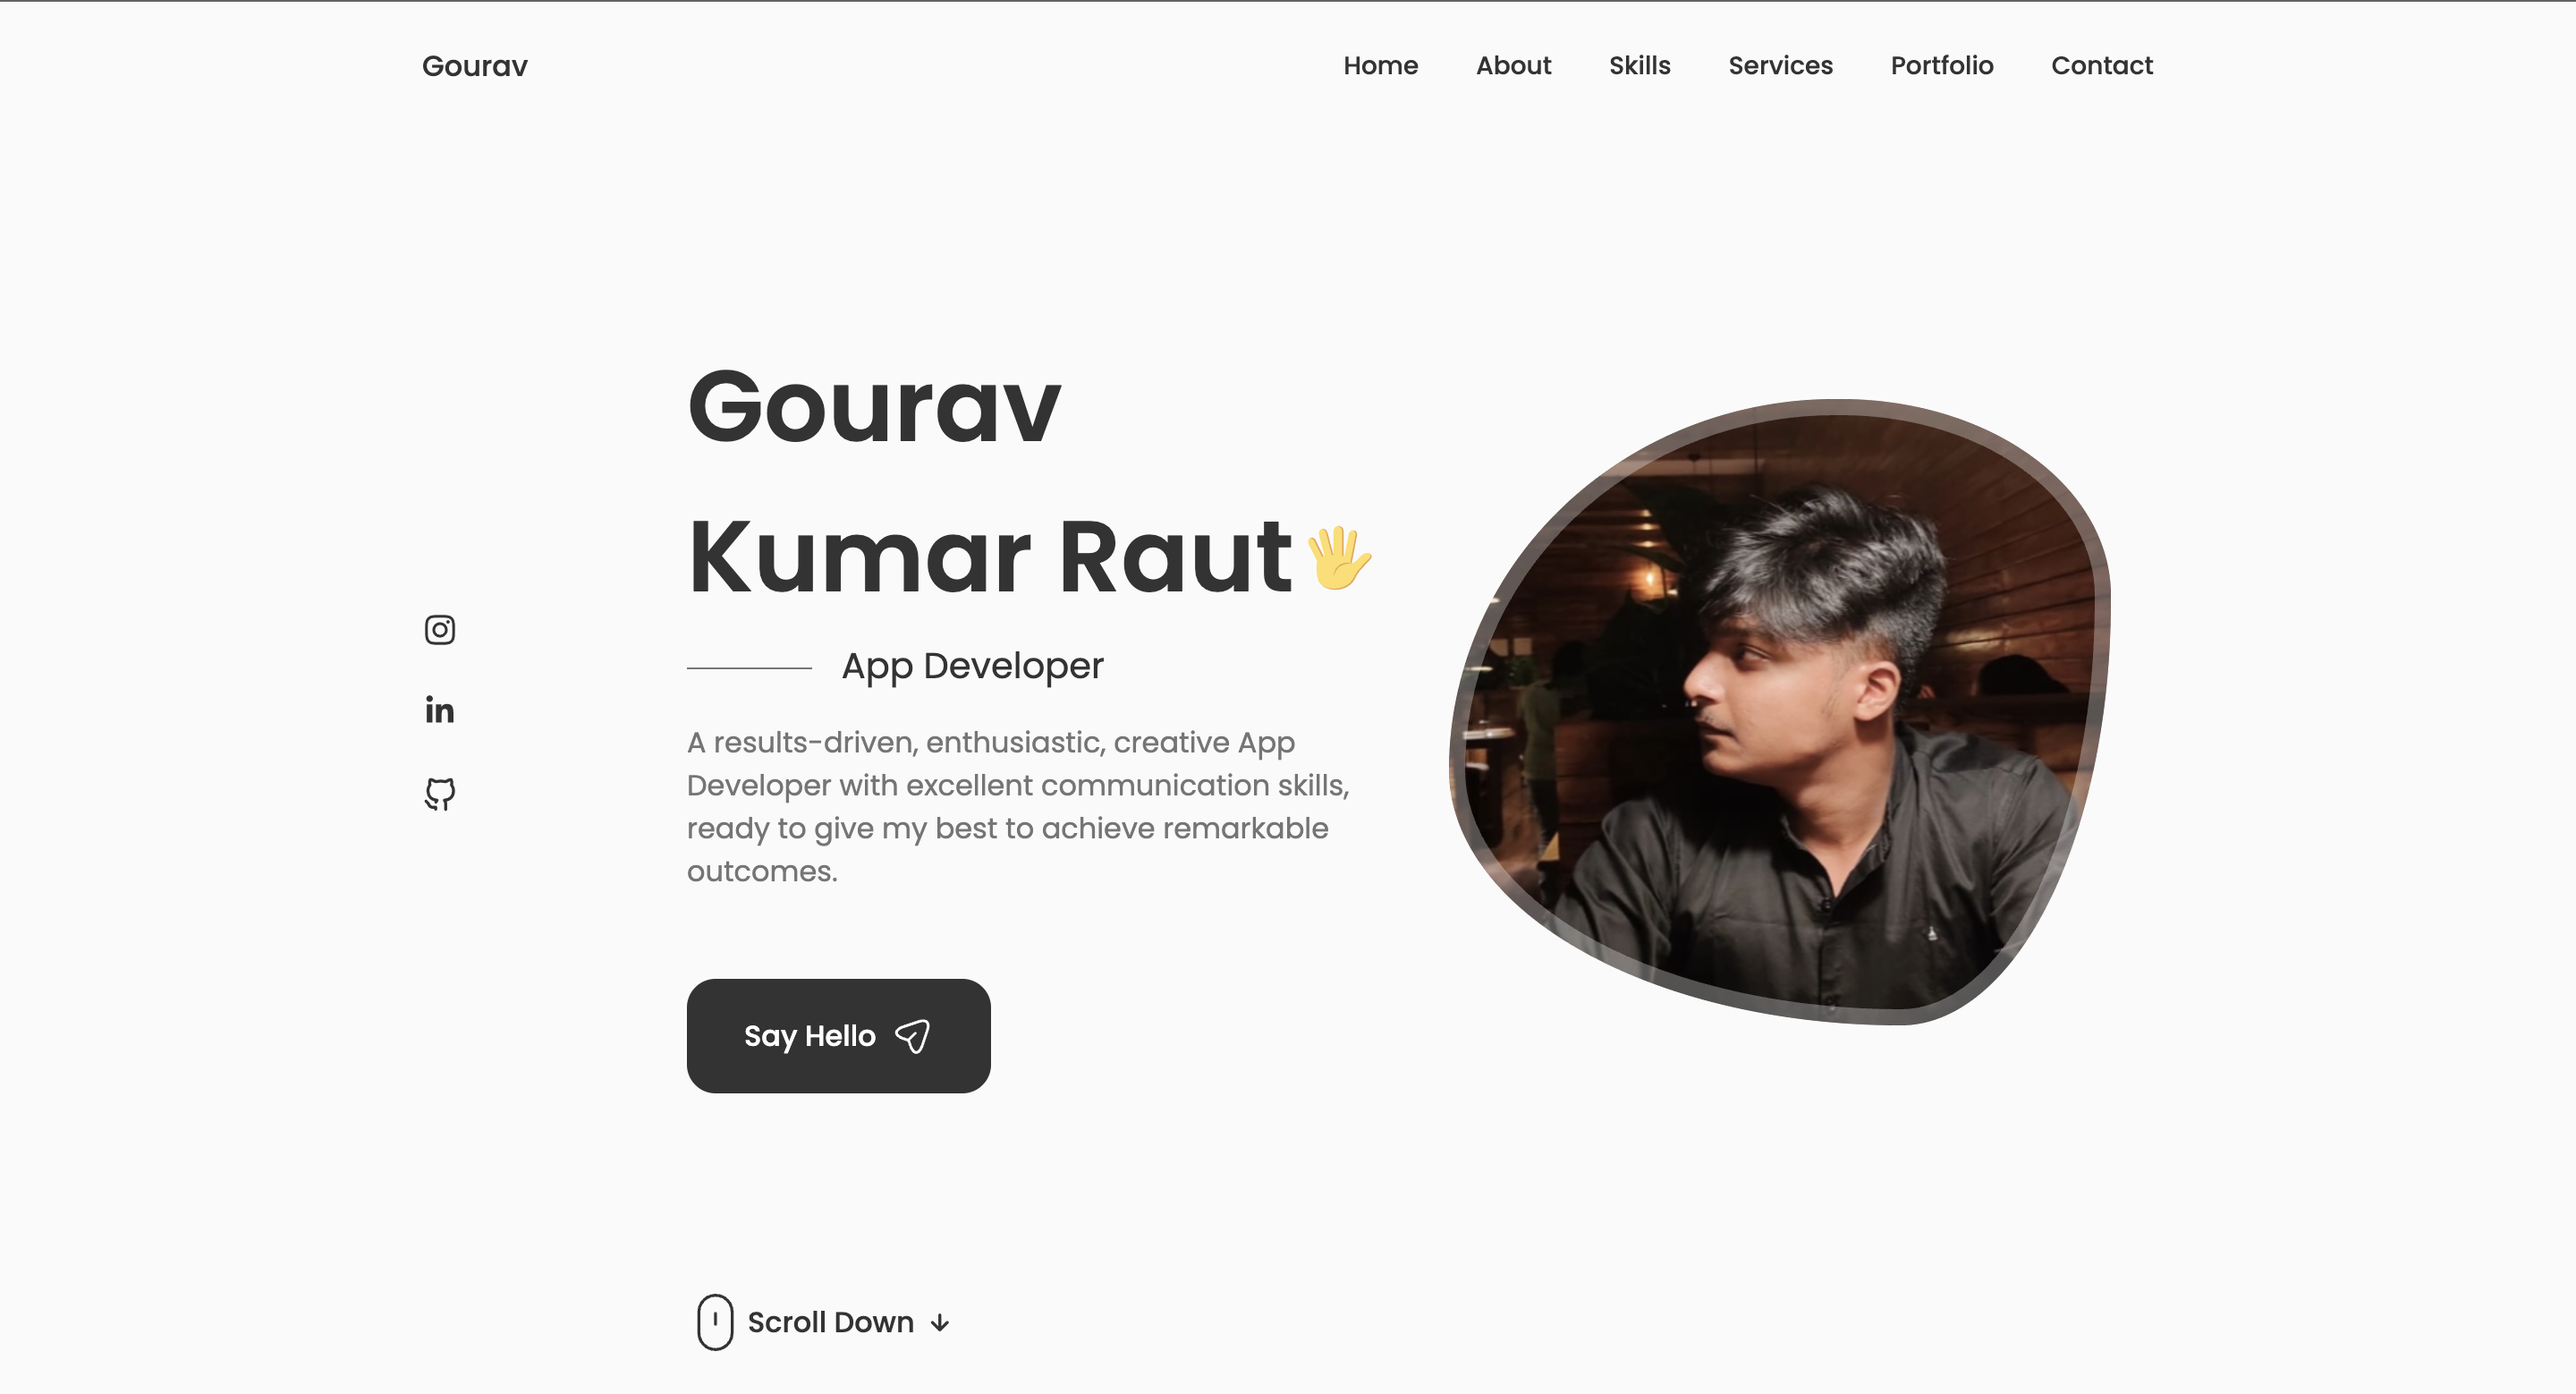 Gourav
Home About Skills Services Portfolio Contact
Gourav
Kumar Raut🖐
App Developer
A results-driven, enthusiastic, creative App
Developer with excellent communication skills,
ready to give my best to achieve remarkable
outcomes.
Say Hello
Scroll Down ↓